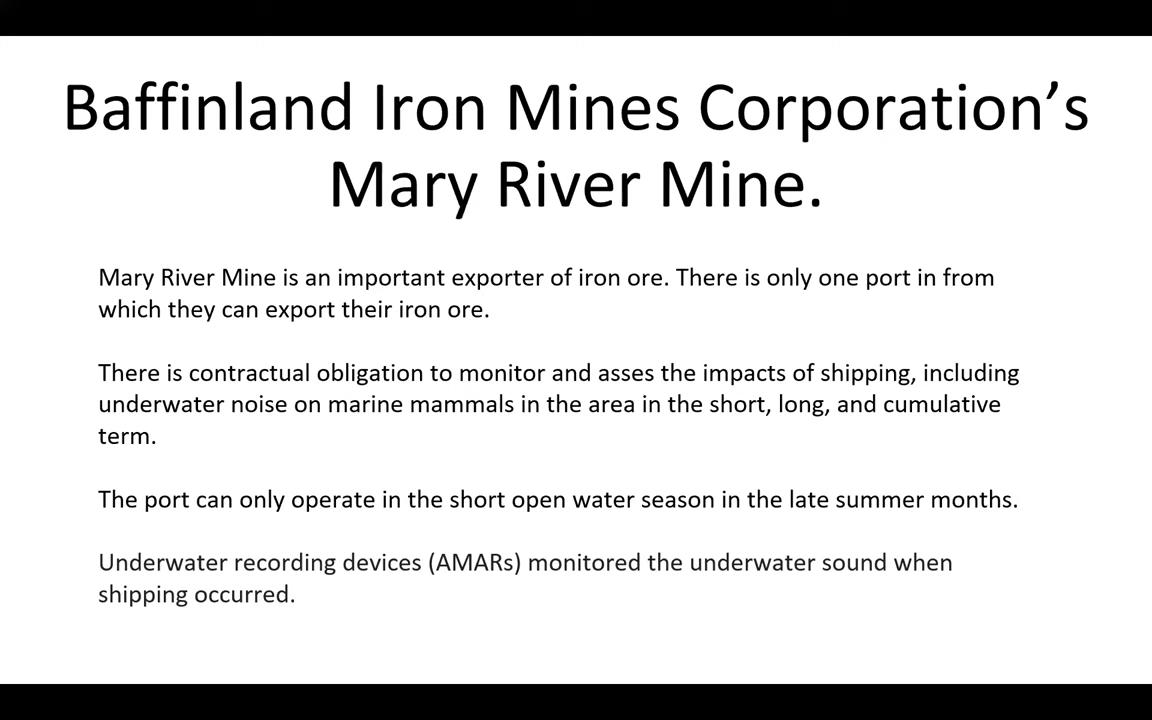 Baffinland Iron Mines Corporation’s
Mary River Mine.
Mary River Mine is an important exporter of iron ore. There is only one port in from
which they can export their iron ore.
There is contractual obligation to monitor and asses the impacts of shipping, including
underwater noise on marine mammals in the area in the short, long, and cumulative
term.
The port can only operate in the short open water season in the late summer months.
Underwater recording devices (AMARs) monitored the underwater sound when
shipping occurred.